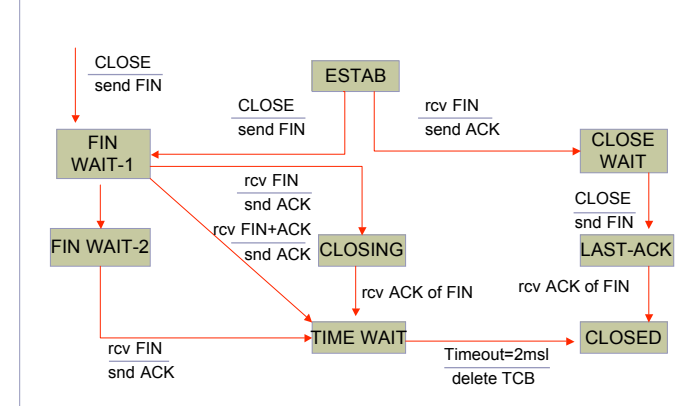 CLOSE
send FIN
ESTAB
CLOSE
send FIN
rcv FIN
send ACK
FIN
WAIT-1
CLOSE
WAIT
rcv FIN
snd ACK
CLOSE
snd FIN
rcv FIN+ACK
snd ACK
FIN WAIT-2
CLOSING
LAST-ACK
rcv ACK of FIN
rcv ACK of FIN
TIME WAIT
CLOSED
rcv FIN
snd ACK
Timeout=2msl
delete TCB